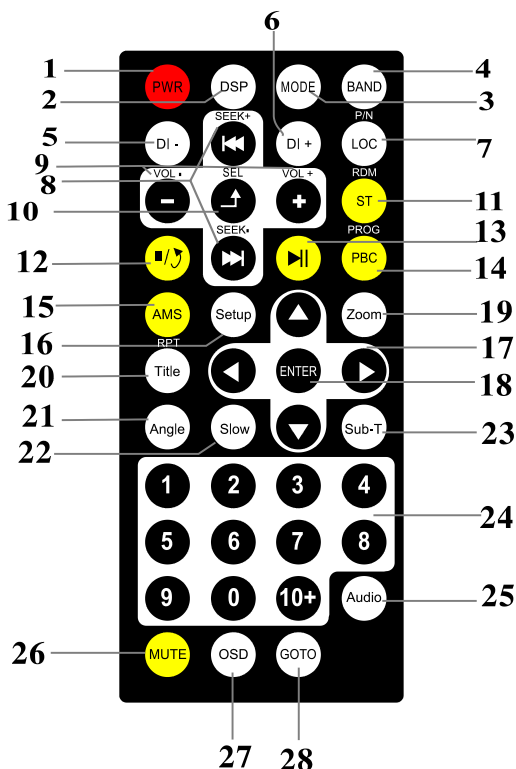 6
1 4
PWR DSP MODE BAND
2 3
SEEK+ P/N
5 DI - DI + LOC 7
9
VOL - SEL VOL + RDM
8
ST
10 11
SEEK- PROG
13
12 PBC
14
15 AMS Setup Zoom 19
16
RPT 17
Title ENTER 18
20
21 Angle Slow Sub-T
22 23
1 2 3 4
24
5 6 7 8
9 0 10+ Audio 25
26 MUTE OSD GOTO
27 28